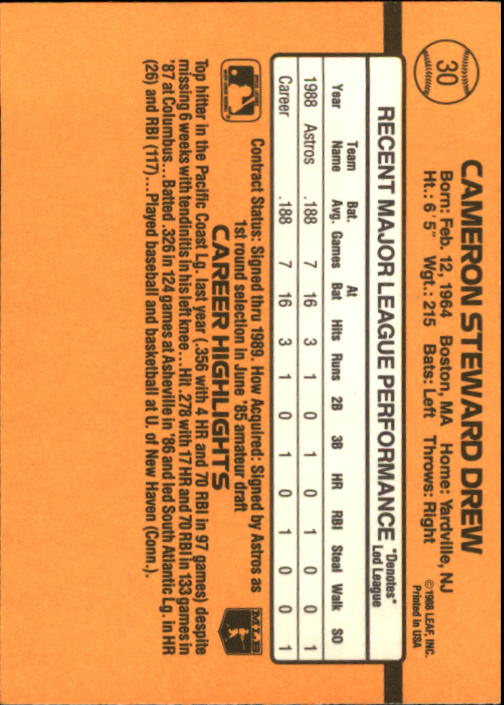 30
CAMERON STEWARD DREW
Born: Feb. 12, 1964 Boston, MA Home: Yardville, NJ
Ht.: 6' 5" Wgt.: 215 Bats: Left Throws: Right
©1988 LEAF, INC.
Printed in USA
RECENT MAJOR LEAGUE PERFORMANCE
"Denotes"
Led League
Year Team Name Bat. Avg. Games At Bat Hits Runs 2B 3B HR RBI Steal Walk SO
1988 Astros .188 7 16 3 1 0 1 0 1 0 0 1
Career .188 7 16 3 1 0 1 0 1 0 0 1
Contract Status: Signed thru 1989. How Acquired: Signed by Astros as
1st round selection in June '85 amateur draft
MLB
CAREER HIGHLIGHTS
Top hitter in the Pacific Coast Lg. last year (.356 with 4 HR and 70 RBI in 97 games) despite
missing 6 weeks with tendinitis in his left knee...Hit .278 with 17 HR and 70 RBI in 133 games in
'87 at Columbus...Batted .326 in 124 games at Asheville in '86 and led South Atlantic Lg. in HR
(26) and RBI (117)...Played baseball and basketball at U. of New Haven (Conn.).